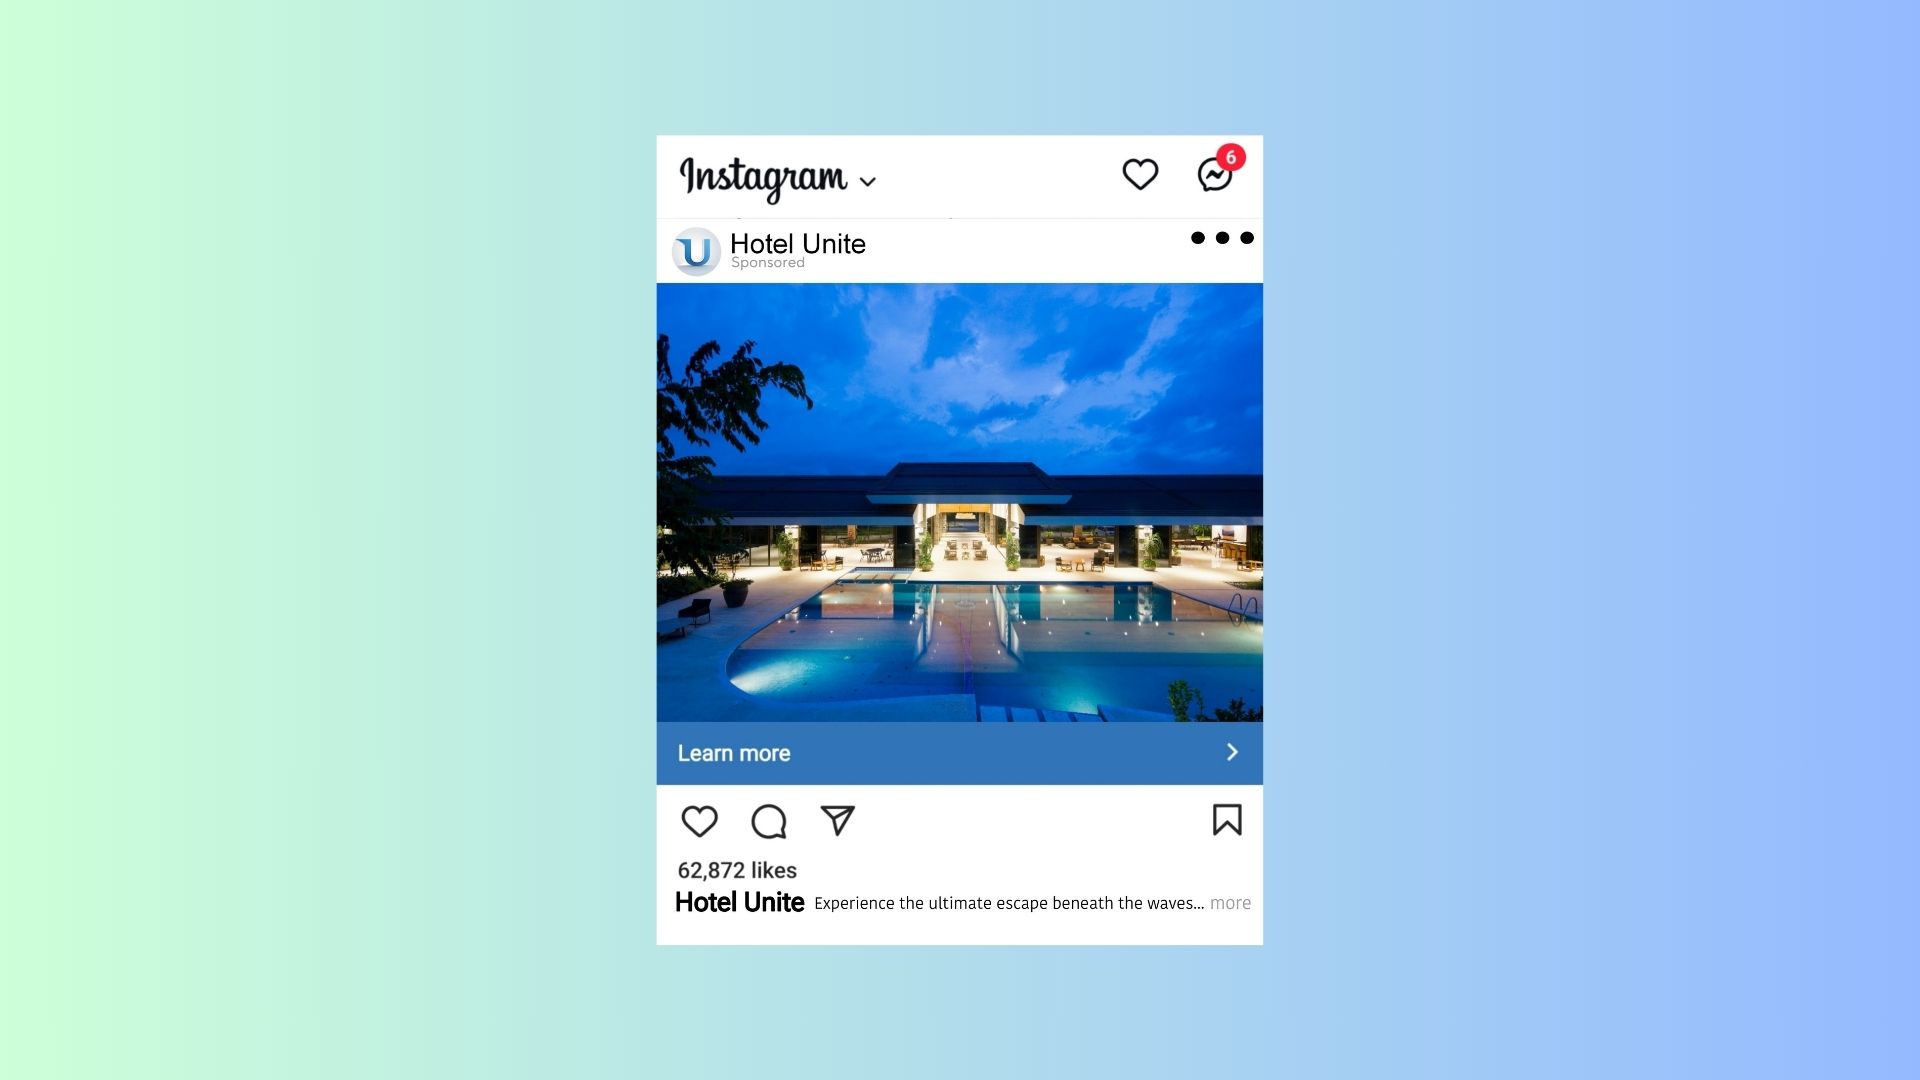 Instagram
6
U
Hotel Unite
Sponsored
Learn more
62,872 likes
Hotel Unite Experience the ultimate escape beneath the waves... more